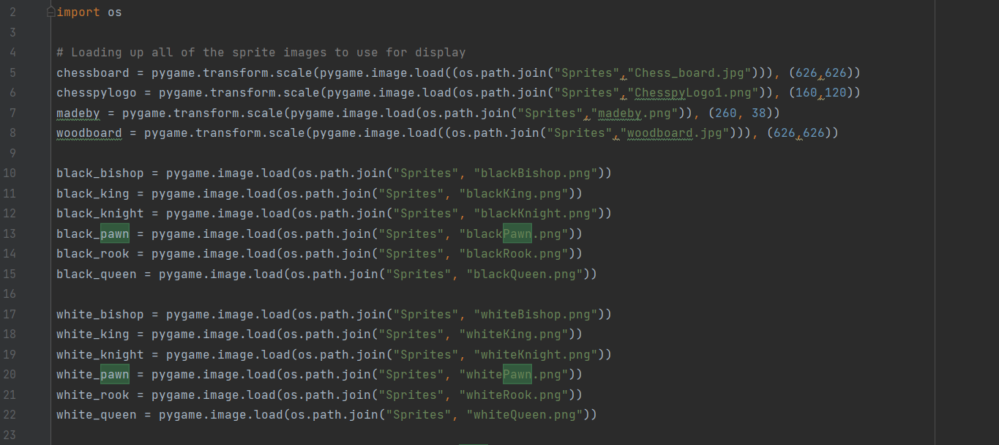 2 import os
3
4 # Loading up all of the sprite images to use for display
5 chessboard = pygame.transform.scale(pygame.image.load((os.path.join("Sprites","Chess_board.jpg"))), (626,626))
6 chesspylogo = pygame.transform.scale(pygame.image.load(os.path.join("Sprites","ChesspyLogo1.png")), (160,120))
7 madeby = pygame.transform.scale(pygame.image.load(os.path.join("Sprites","madeby.png")), (260, 38))
8 woodboard = pygame.transform.scale(pygame.image.load((os.path.join("Sprites","woodboard.jpg"))), (626,626))
9
10 black_bishop = pygame.image.load(os.path.join("Sprites", "blackBishop.png"))
11 black_king = pygame.image.load(os.path.join("Sprites", "blackKing.png"))
12 black_knight = pygame.image.load(os.path.join("Sprites", "blackKnight.png"))
13 black_pawn = pygame.image.load(os.path.join("Sprites", "blackPawn.png"))
14 black_rook = pygame.image.load(os.path.join("Sprites", "blackRook.png"))
15 black_queen = pygame.image.load(os.path.join("Sprites", "blackQueen.png"))
16
17 white_bishop = pygame.image.load(os.path.join("Sprites", "whiteBishop.png"))
18 white_king = pygame.image.load(os.path.join("Sprites", "whiteKing.png"))
19 white_knight = pygame.image.load(os.path.join("Sprites", "whiteKnight.png"))
20 white_pawn = pygame.image.load(os.path.join("Sprites", "whitePawn.png"))
21 white_rook = pygame.image.load(os.path.join("Sprites", "whiteRook.png"))
22 white_queen = pygame.image.load(os.path.join("Sprites", "whiteQueen.png"))
23